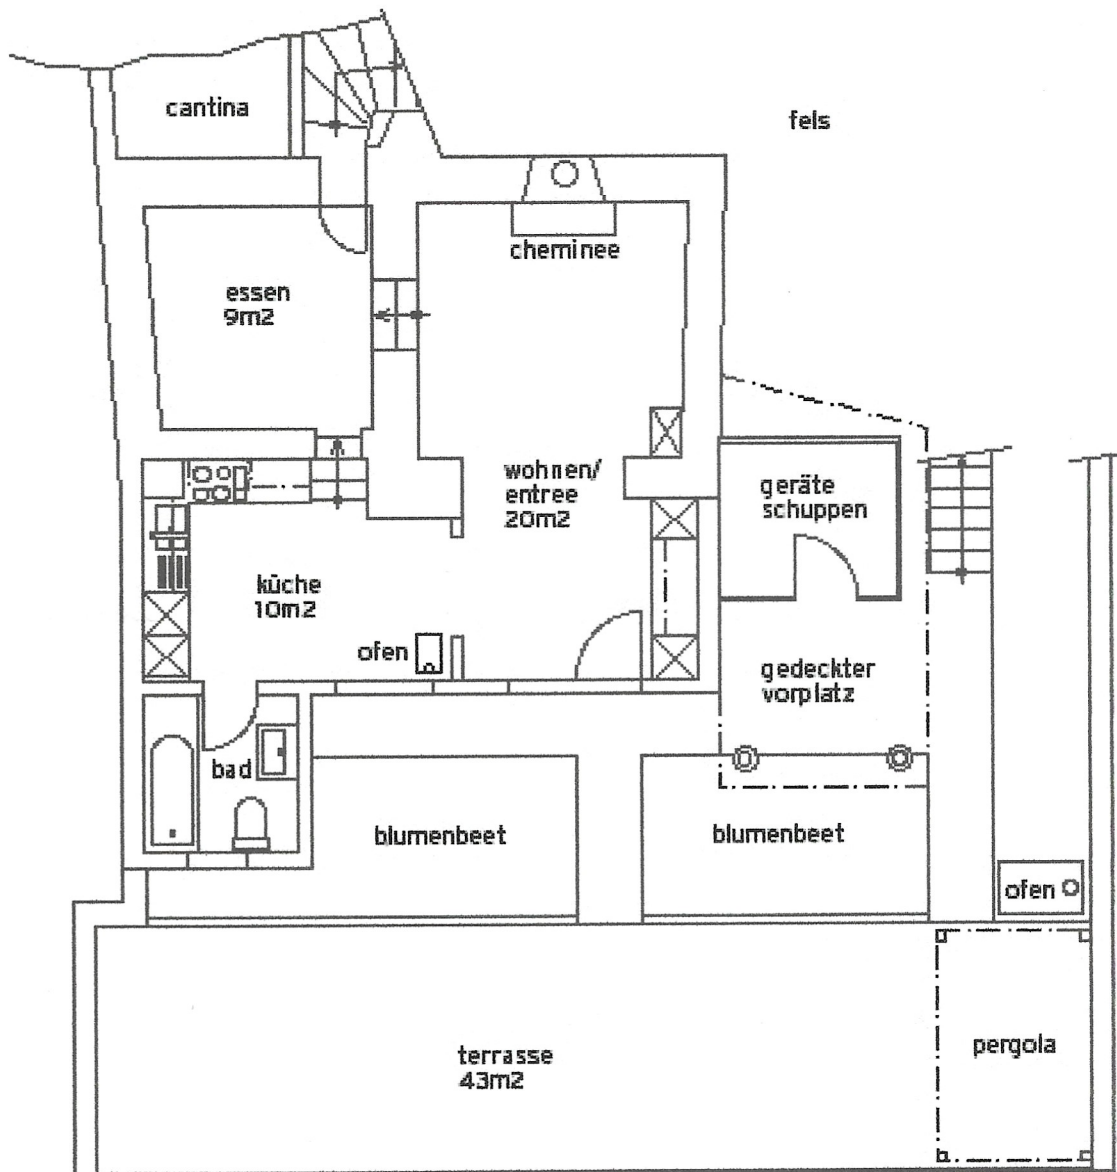 cantina
fels
cheminee
essen
9m2
wohnen/
entree
20m2
geräte
schuppen
küche
10m2
ofen
gedeckter
vorplatz
bad
blumenbeet
blumenbeet
ofen
terrasse
43m2
pergola